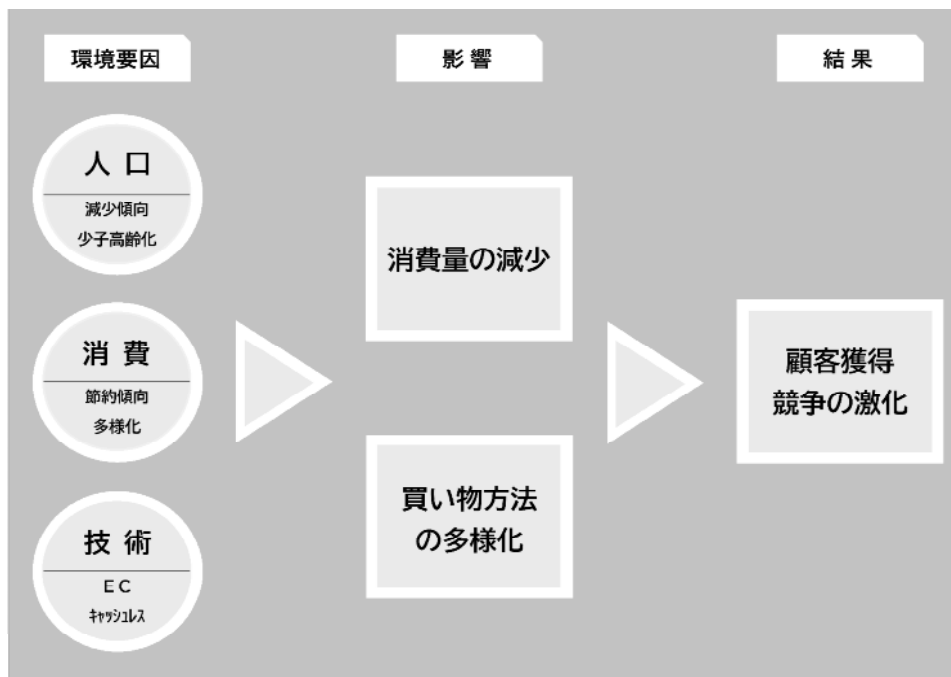 環境要因
影響
結果
人口
減少傾向
少子高齢化
消費
節約傾向
多様化
技術
EC
ｷｬｯｼｭﾚｽ
消費量の減少
買い物方法
の多様化
顧客獲得
競争の激化